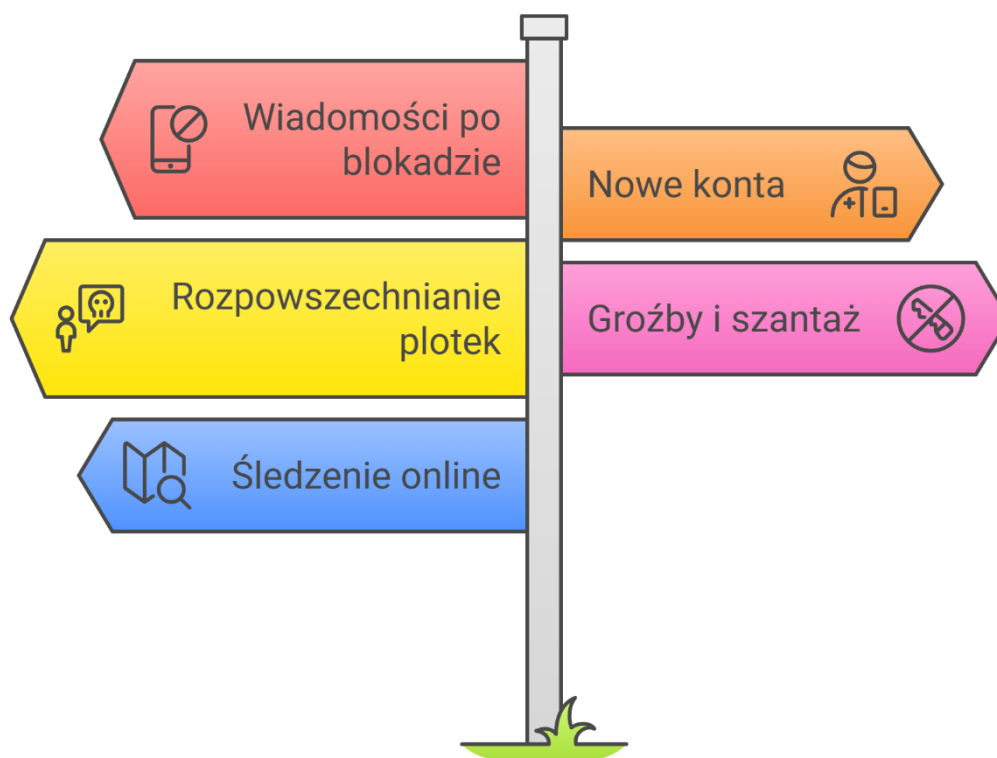 Wiadomości po
blokadzie
Nowe konta
Rozpowszechnianie
plotek
Groźby i szantaż
Śledzenie online